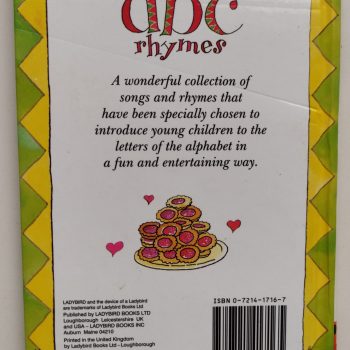 abc
rhymes
A wonderful collection of
songs and rhymes that
have been specially chosen to
introduce young children to the
letters of the alphabet in
a fun and entertaining way.
ISBN 0-7214-1716-7
LADYBIRD and the device of a Ladybird
are trademarks of Ladybird Books Ltd
Published by LADYBIRD BOOKS LTD
Loughborough Leicestershire UK
and USA – LADYBIRD BOOKS INC
Auburn Maine 04210
Printed in the United Kingdom
by Ladybird Books Ltd - Loughborough